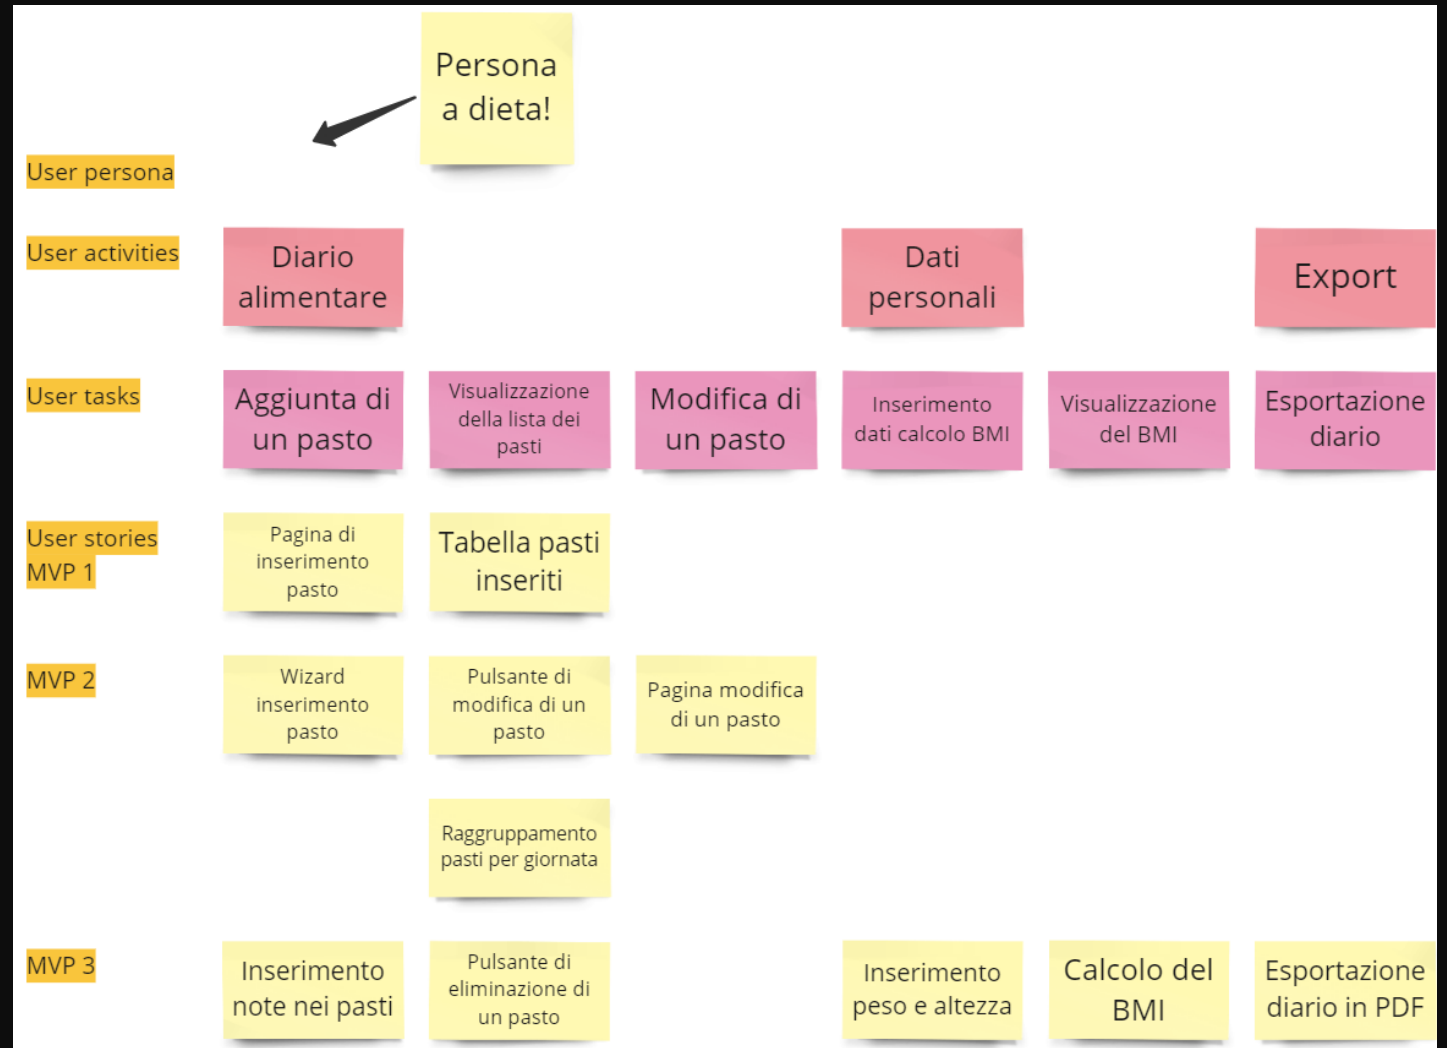 Persona
a dieta!
User persona
User activities
Diario
alimentare
Dati
personali
Export
User tasks
Aggiunta di
un pasto
Visualizzazione
della lista dei
pasti
Modifica di
un pasto
Inserimento
dati calcolo BMI
Visualizzazione
del BMI
Esportazione
diario
User stories
MVP 1
Pagina di
inserimento
pasto
Tabella pasti
inseriti
MVP 2
Wizard
inserimento
pasto
Pulsante di
modifica di un
pasto
Pagina modifica
di un pasto
Raggruppamento
pasti per giornata
MVP 3
Inserimento
note nei pasti
Pulsante di
eliminazione di
un pasto
Inserimento
peso e altezza
Calcolo del
BMI
Esportazione
diario in PDF